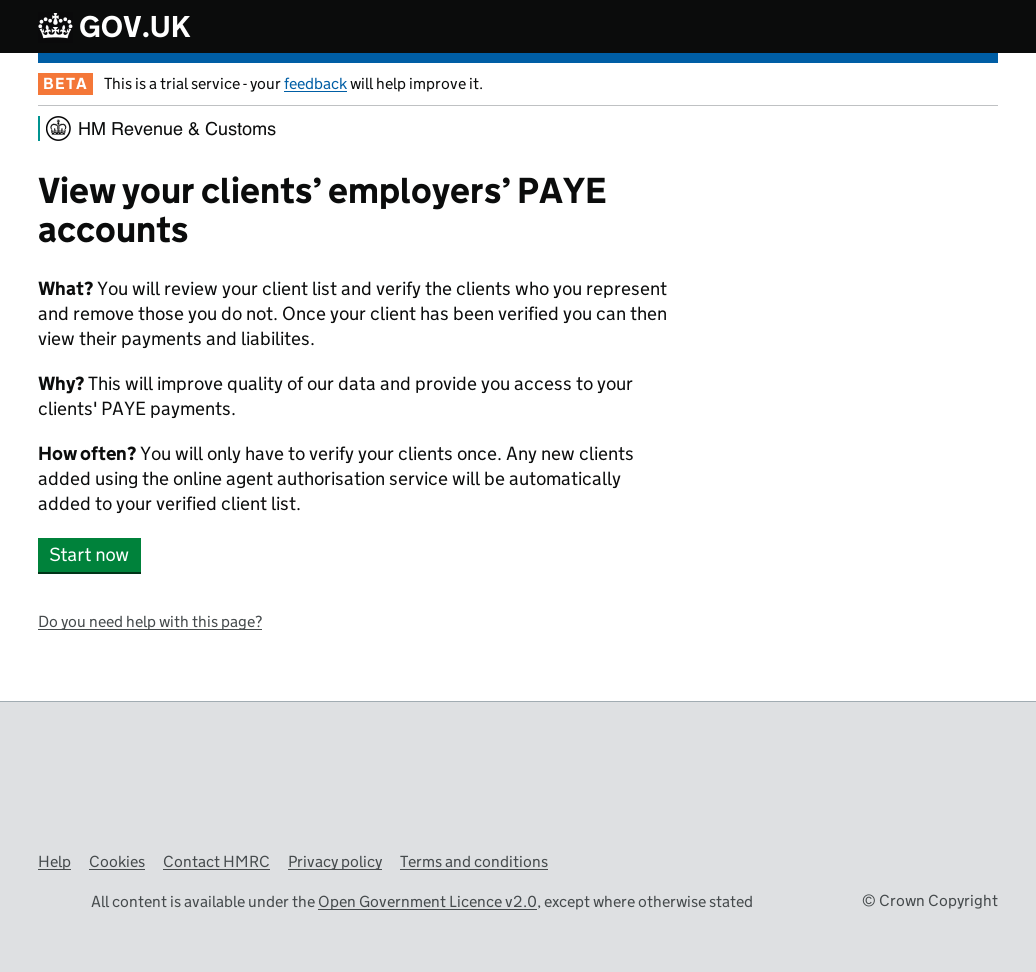 GOV.UK
BETA This is a trial service - your feedback will help improve it.
HM Revenue & Customs
View your clients’ employers’ PAYE
accounts
What? You will review your client list and verify the clients who you represent
and remove those you do not. Once your client has been verified you can then
view their payments and liabilites.
Why? This will improve quality of our data and provide you access to your
clients' PAYE payments.
How often? You will only have to verify your clients once. Any new clients
added using the online agent authorisation service will be automatically
added to your verified client list.
Start now
Do you need help with this page?
Help Cookies Contact HMRC Privacy policy Terms and conditions
All content is available under the Open Government Licence v2.0, except where otherwise stated © Crown Copyright